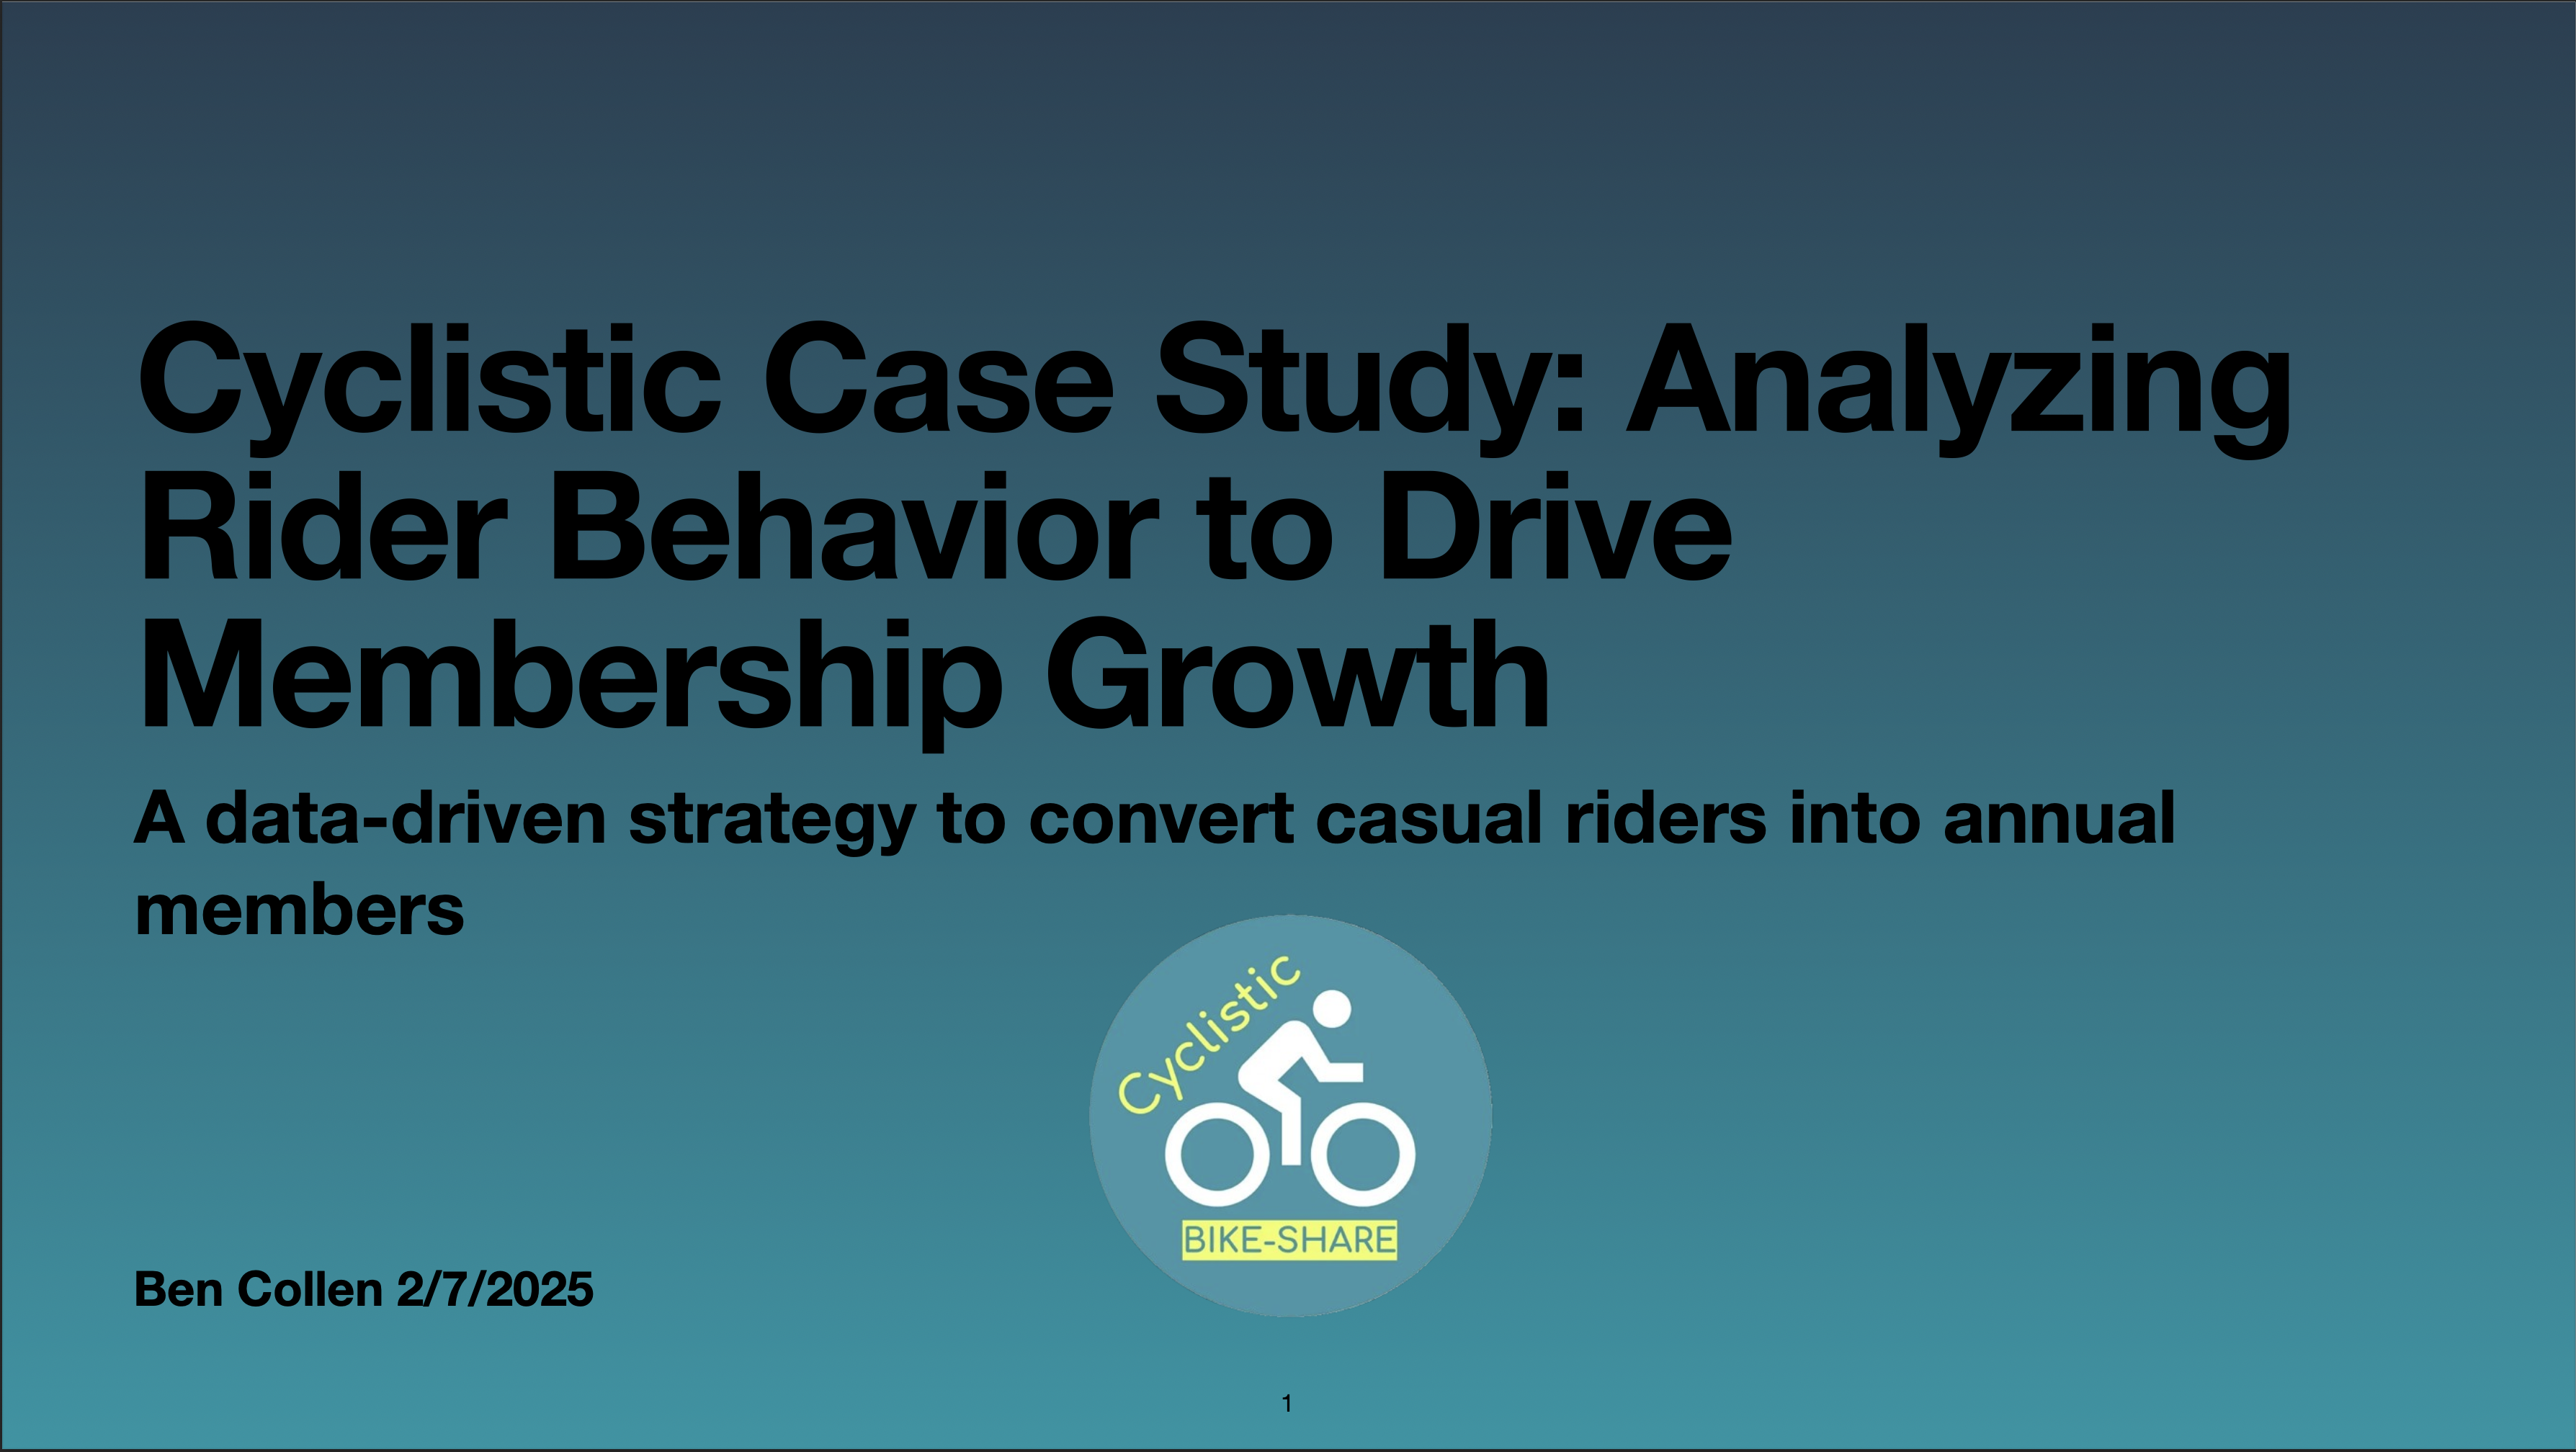 Cyclistic Case Study: Analyzing
Rider Behavior to Drive
Membership Growth
A data-driven strategy to convert casual riders into annual
members
Cyclistic
BIKE-SHARE
Ben Collen 2/7/2025
1